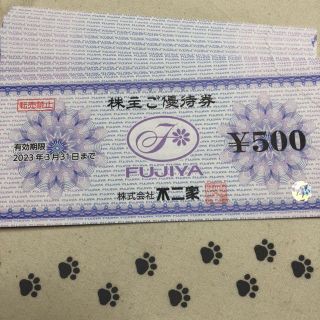 転売禁止
株主ご優待券
有効期限
2023年3月31日まで
F
¥500
FUJIYA
株式会社 不二家